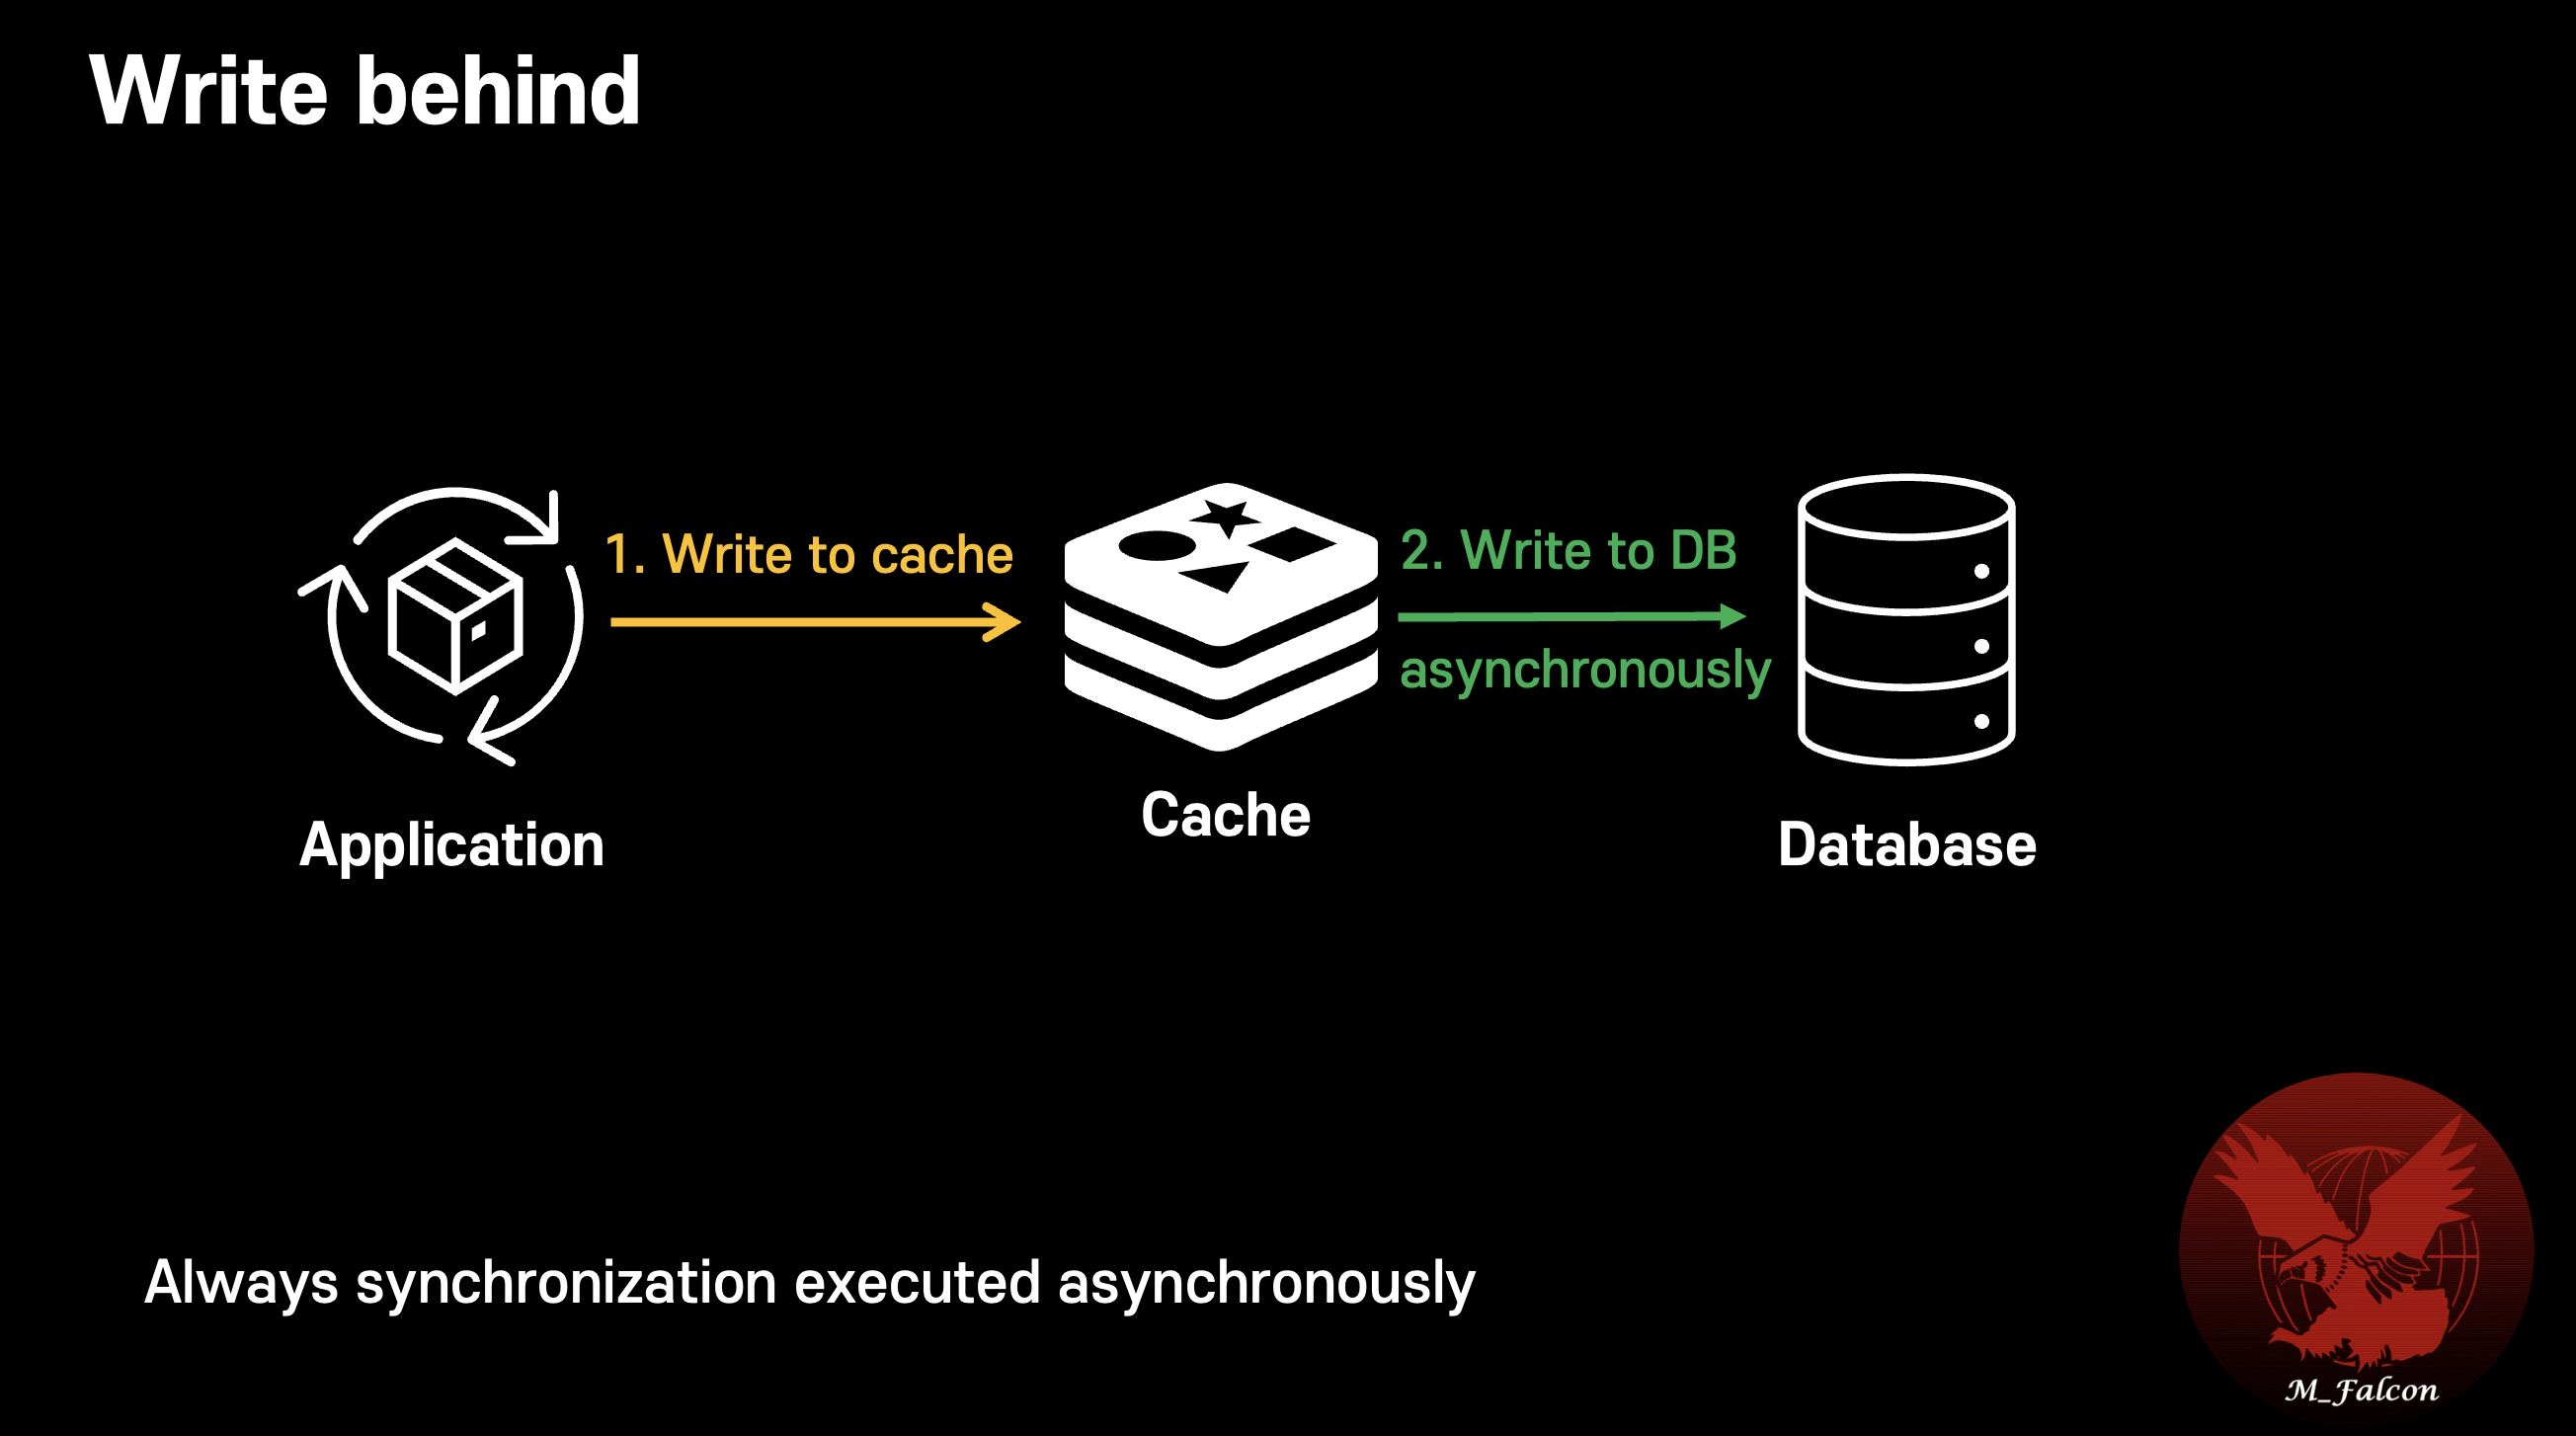 Write behind
1. Write to cache
2. Write to DB
asynchronously
Application
Cache
Database
Always synchronization executed asynchronously
M_Falcon